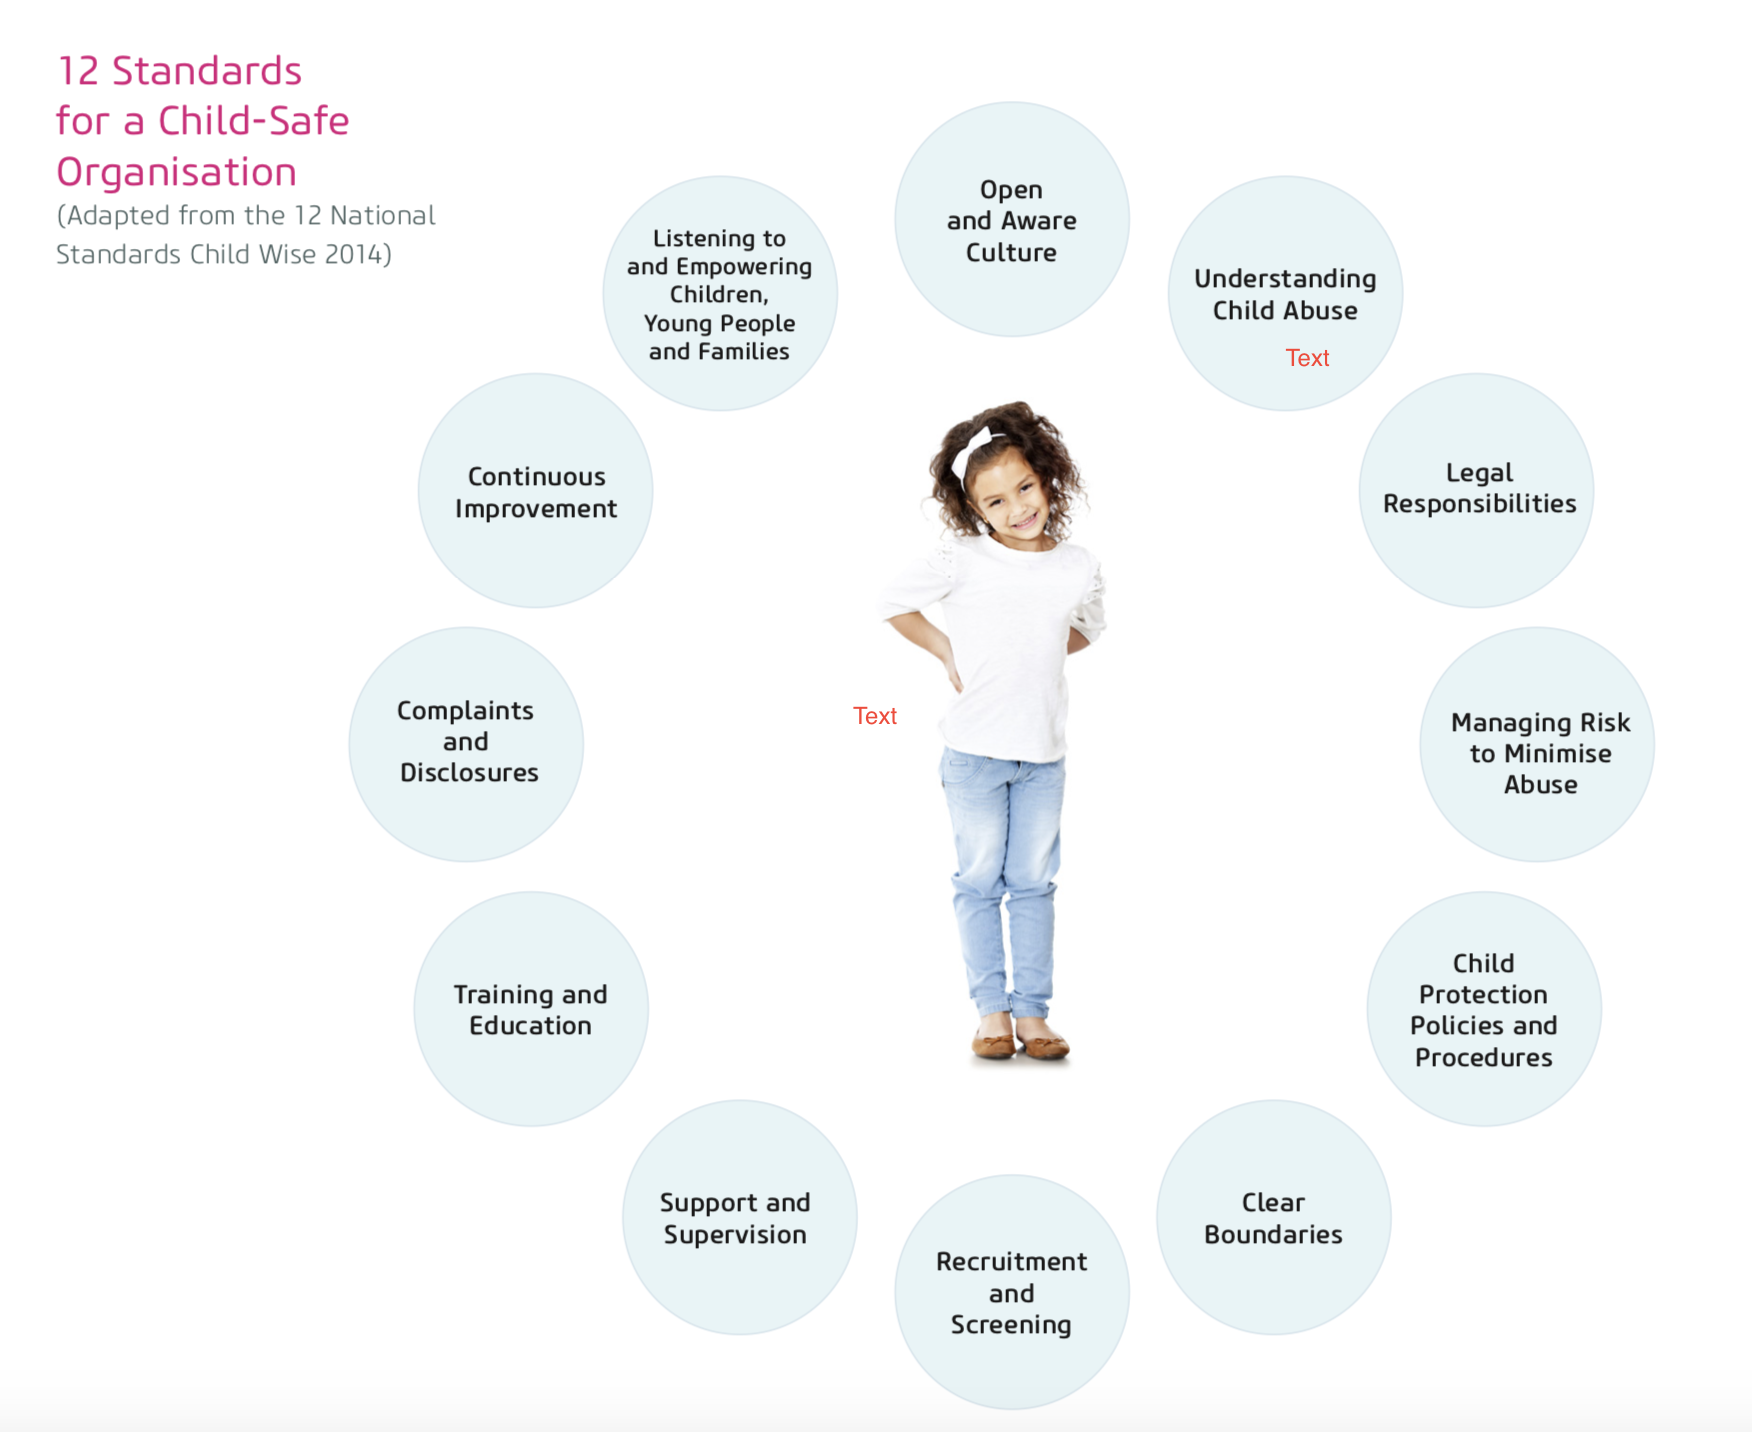 12 Standards
for a Child-Safe
Organisation
(Adapted from the 12 National
Standards Child Wise 2014)
Open
and Aware
Culture
Understanding
Child Abuse
Text
Legal
Responsibilities
Managing Risk
to Minimise
Abuse
Child
Protection
Policies and
Procedures
Clear
Boundaries
Recruitment
and
Screening
Support and
Supervision
Training and
Education
Complaints
and
Disclosures
Continuous
Improvement
Listening to
and Empowering
Children,
Young People
and Families
Text